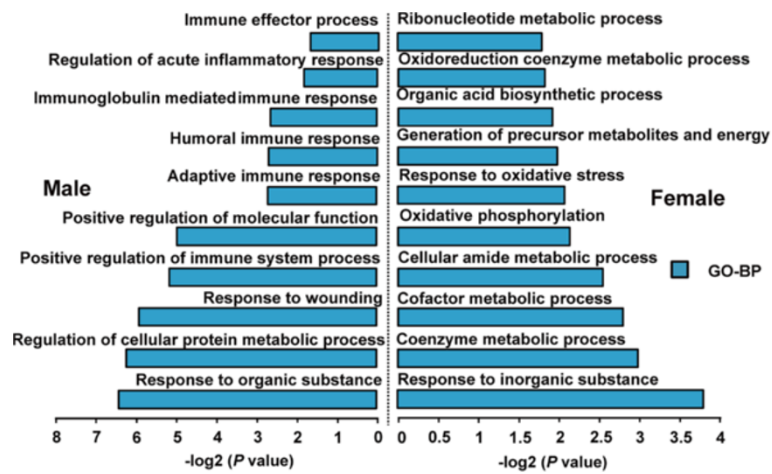 Immune effector process
Regulation of acute inflammatory response
Immunoglobulin mediated immune response
Humoral immune response
Adaptive immune response
Male
Positive regulation of molecular function
Positive regulation of immune system process
Response to wounding
Regulation of cellular protein metabolic process
Response to organic substance
8 7 6 5 4 3 2 1 0
-log2 (P value)
Ribonucleotide metabolic process
Oxidoreduction coenzyme metabolic process
Organic acid biosynthetic process
Generation of precursor metabolites and energy
Response to oxidative stress
Female
Oxidative phosphorylation
Cellular amide metabolic process
GO-BP
Cofactor metabolic process
Coenzyme metabolic process
Response to inorganic substance
0 0.5 1 1.5 2 2.5 3 3.5 4
-log2 (P value)